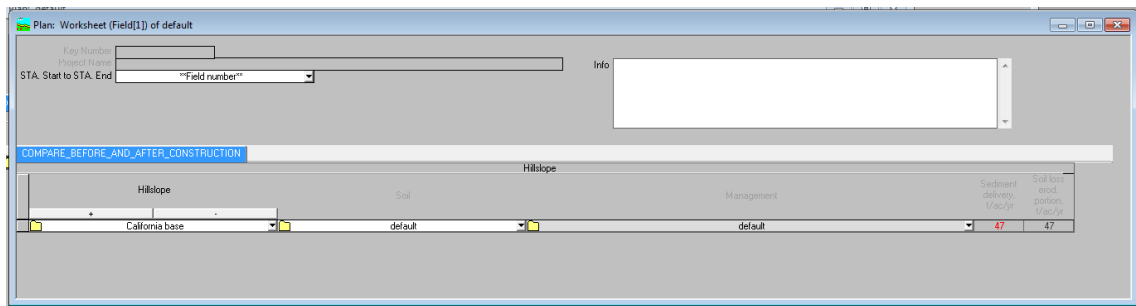 Plan: Worksheet (Field[1]) of default
Key Number
Project Name
STA. Start to STA. End **Field number**
Info
COMPARE_BEFORE_AND_AFTER_CONSTRUCTION
Hillslope
Hillslope Soil Management Sediment delivery, t/ac/yr Soil loss erod. portion, t/ac/yr
+ -
California base default default 47 47